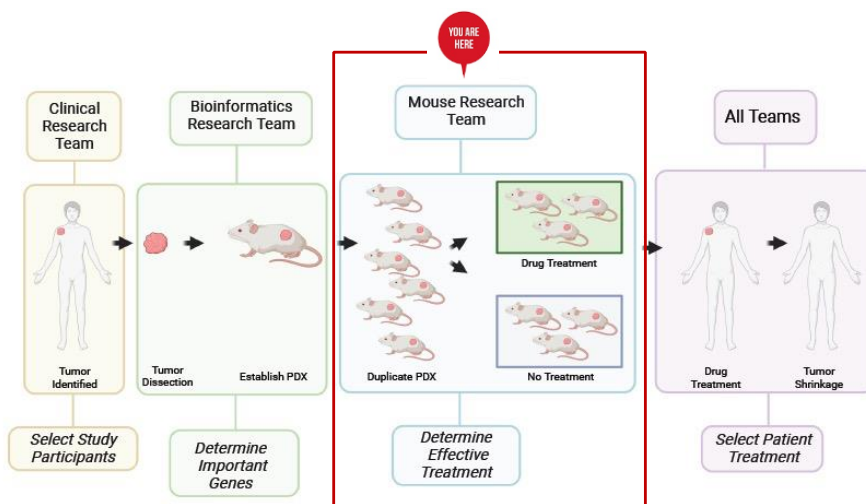 YOU ARE
HERE
Clinical
Research
Team
Bioinformatics
Research Team
Mouse Research
Team
All Teams
Tumor
Identified
Tumor
Dissection
Establish PDX
Duplicate PDX
Drug Treatment
No Treatment
Drug
Treatment
Tumor
Shrinkage
Select Study
Participants
Determine
Important
Genes
Determine
Effective
Treatment
Select Patient
Treatment